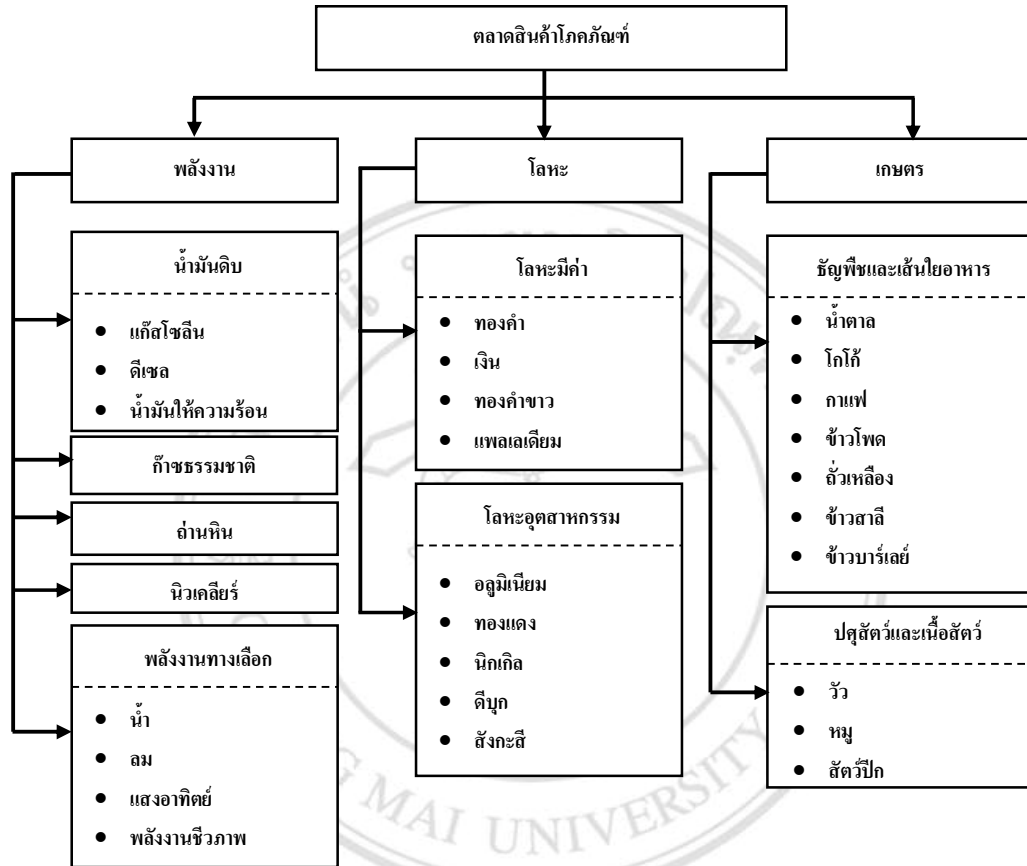 ตลาดสินค้าโภคภัณฑ์
พลังงาน
น้ำมันดิบ
● แก๊สโซลีน
● ดีเซล
● น้ำมันให้ความร้อน
ก๊าซธรรมชาติ
ถ่านหิน
นิวเคลียร์
พลังงานทางเลือก
● น้ำ
● ลม
● แสงอาทิตย์
● พลังงานชีวภาพ
โลหะ
โลหะมีค่า
● ทองคำ
● เงิน
● ทองคำขาว
● แพลเลเดียม
โลหะอุตสาหกรรม
● อลูมิเนียม
● ทองแดง
● นิกเกิล
● ดีบุก
● สังกะสี
เกษตร
ธัญพืชและเส้นใยอาหาร
● น้ำตาล
● โกโก้
● กาแฟ
● ข้าวโพด
● ถั่วเหลือง
● ข้าวสาลี
● ข้าวบาร์เลย์
ปศุสัตว์และเนื้อสัตว์
● วัว
● หมู
● สัตว์ปีก
MAI UNIVERSITY